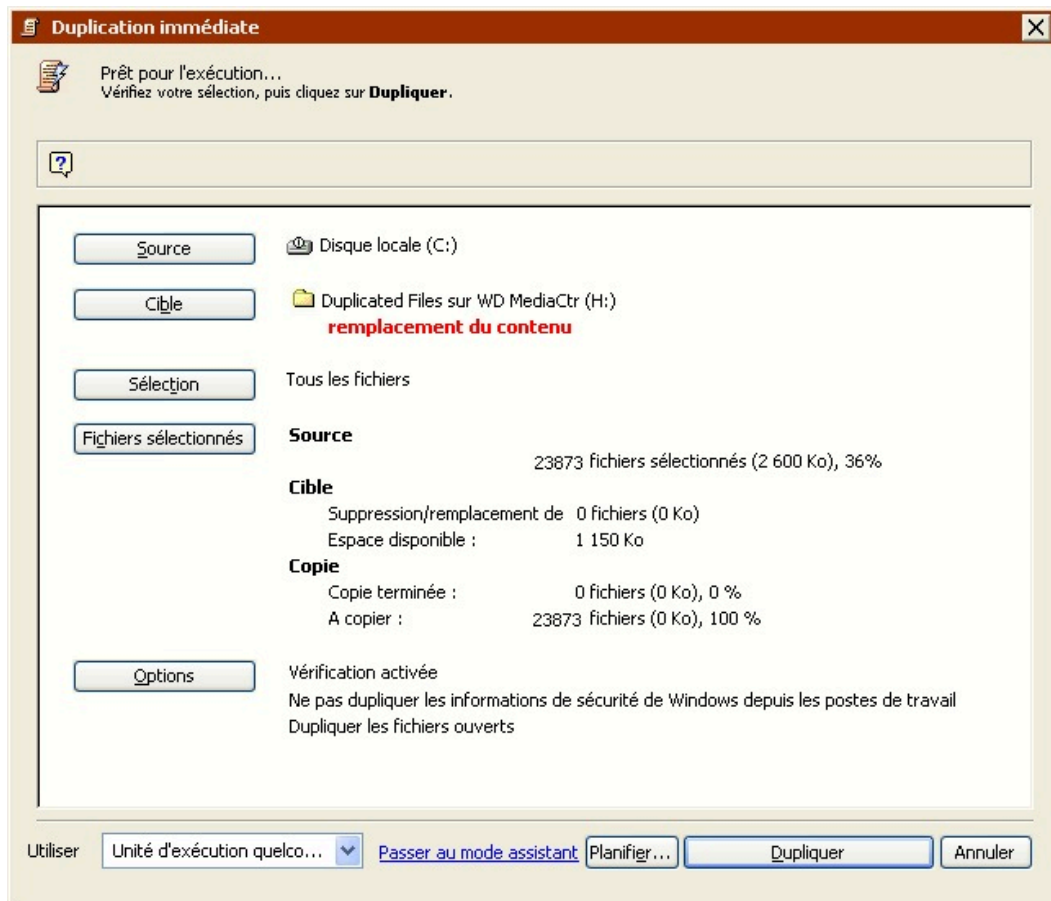 Duplication immédiate
Prêt pour l'exécution...
Vérifiez votre sélection, puis cliquez sur Dupliquer.
Source
Disque locale (C:)
Cible
Duplicated Files sur WD MediaCtr (H:)
remplacement du contenu
Sélection
Tous les fichiers
Fichiers sélectionnés
Source
23873 fichiers sélectionnés (2 600 Ko), 36%
Cible
Suppression/remplacement de 0 fichiers (0 Ko)
Espace disponible : 1 150 Ko
Copie
Copie terminée : 0 fichiers (0 Ko), 0 %
A copier : 23873 fichiers (0 Ko), 100 %
Options
Vérification activée
Ne pas dupliquer les informations de sécurité de Windows depuis les postes de travail
Dupliquer les fichiers ouverts
Utiliser Unité d'exécution quelco... Passer au mode assistant Planifier... Dupliquer Annuler